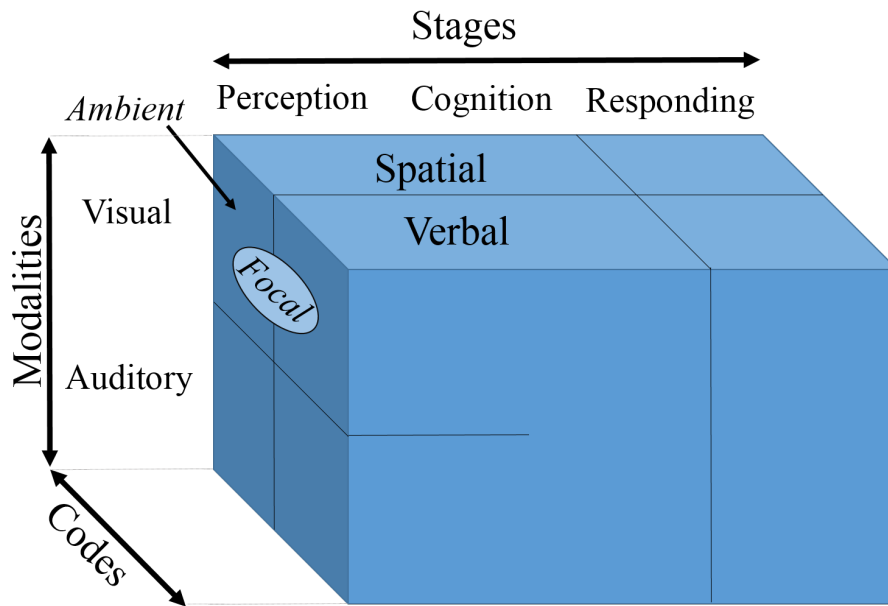 Stages
Perception Cognition Responding
Ambient
Spatial
Visual
Verbal
Focal
Modalities
Auditory
Codes